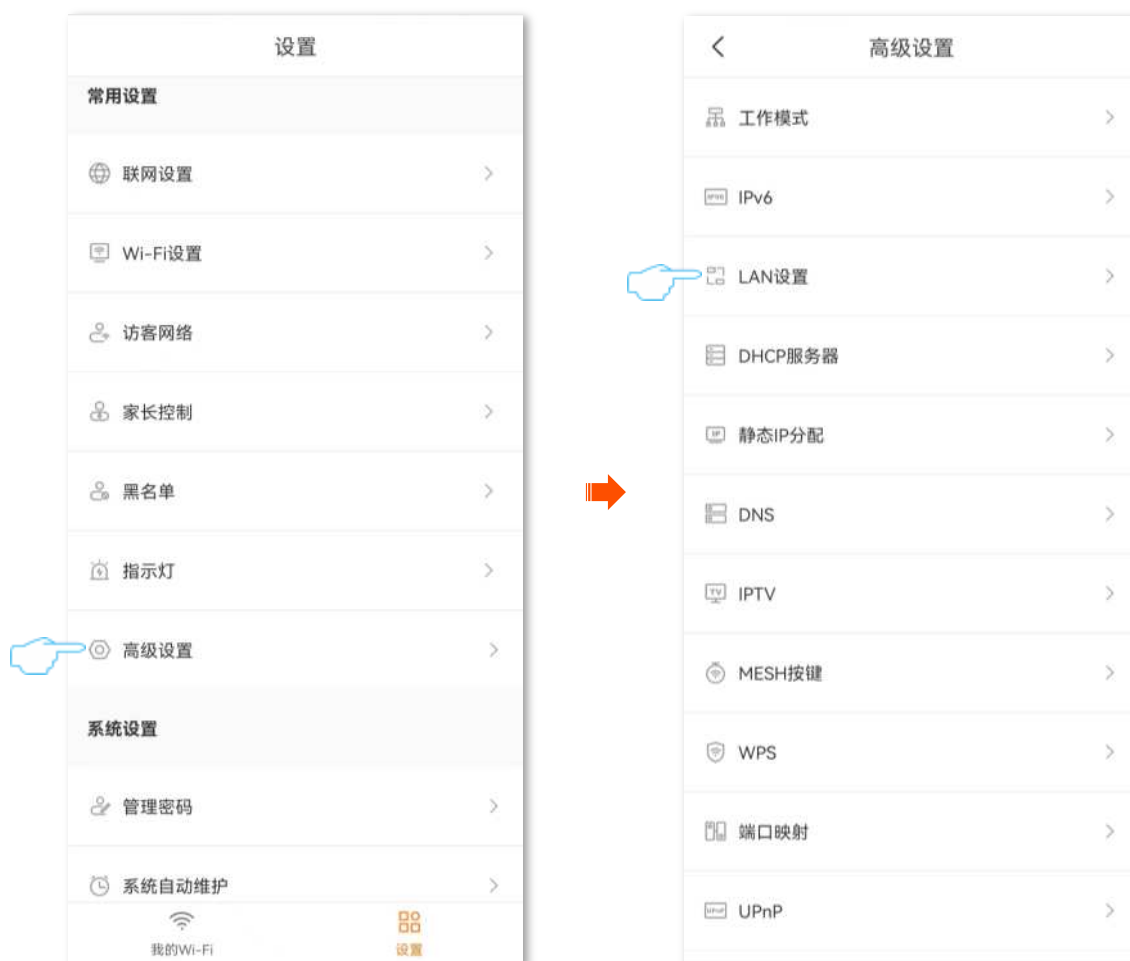 设置
常用设置
联网设置
Wi-Fi设置
访客网络
家长控制
黑名单
指示灯
高级设置
系统设置
管理密码
系统自动维护
我的Wi-Fi
设置
高级设置
工作模式
IPv6
LAN设置
DHCP服务器
IP
静态IP分配
DNS
TV
IPTV
MESH按键
WPS
端口映射
UPnP